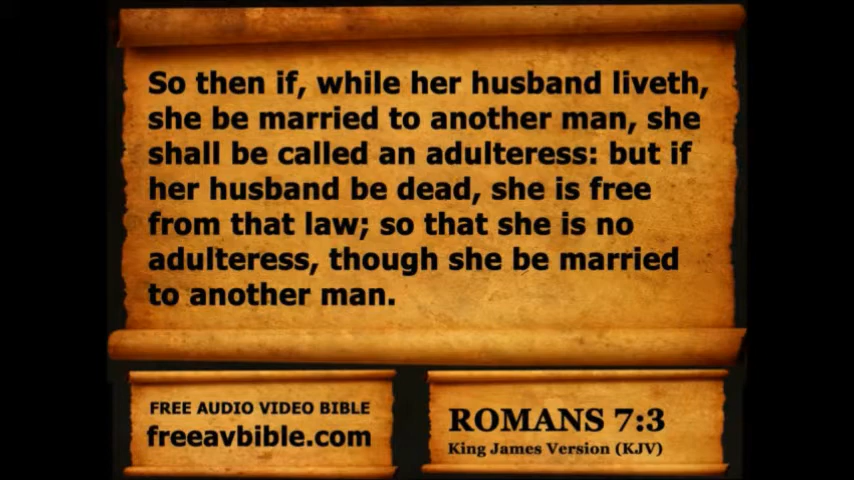 So then if, while her husband liveth,
she be married to another man, she
shall be called an adulteress: but if
her husband be dead, she is free
from that law; so that she is no
adulteress, though she be married
to another man.
FREE AUDIO VIDEO BIBLE
freeavbible.com
ROMANS 7:3
King James Version (KJV)